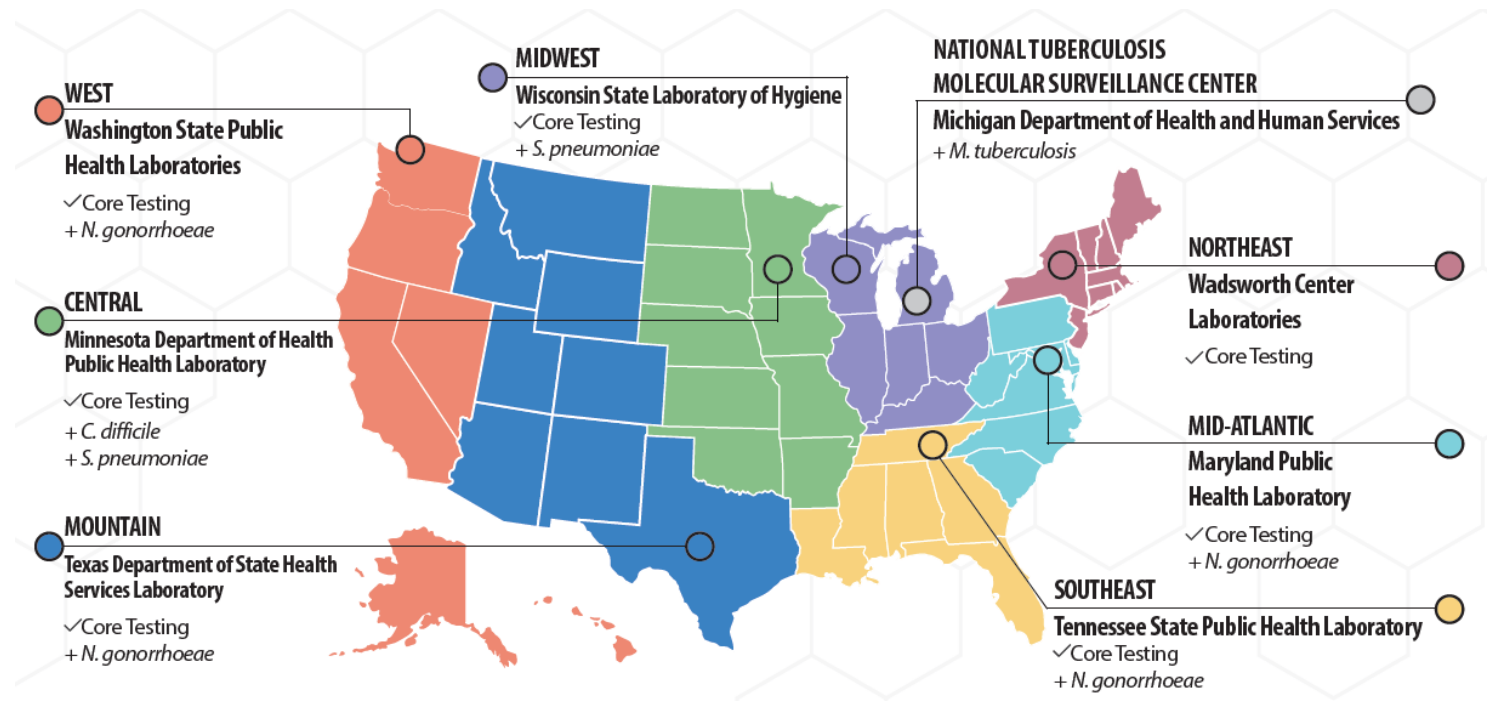 WEST
Washington State Public
Health Laboratories
✓Core Testing
+ N. gonorrhoeae
CENTRAL
Minnesota Department of Health
Public Health Laboratory
✓Core Testing
+ C. difficile
+ S. pneumoniae
MOUNTAIN
Texas Department of State Health
Services Laboratory
✓Core Testing
+ N. gonorrhoeae
MIDWEST
Wisconsin State Laboratory of Hygiene
✓Core Testing
+ S. pneumoniae
NATIONAL TUBERCULOSIS
MOLECULAR SURVEILLANCE CENTER
Michigan Department of Health and Human Services
+ M. tuberculosis
NORTHEAST
Wadsworth Center
Laboratories
✓Core Testing
MID-ATLANTIC
Maryland Public
Health Laboratory
✓Core Testing
+ N. gonorrhoeae
SOUTHEAST
Tennessee State Public Health Laboratory
✓Core Testing
+ N. gonorrhoeae